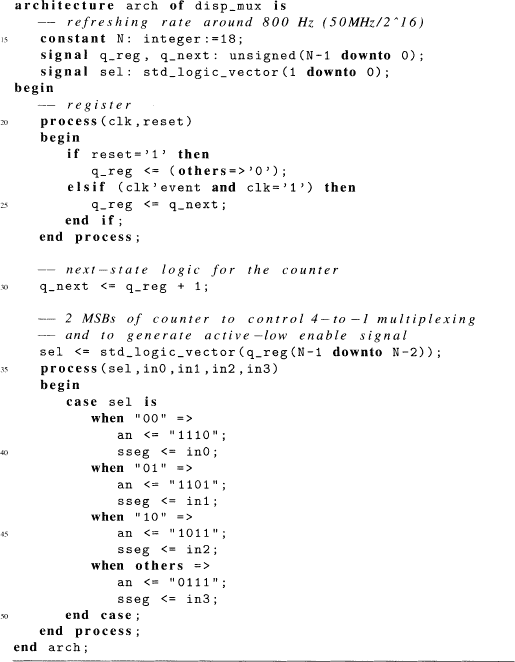 architecture arch of disp_mux is
   -- refreshing rate around 800 Hz (50MHz/2^16)
15    constant N: integer:=18;
   signal q_reg, q_next: unsigned(N-1 downto 0);
   signal sel: std_logic_vector(1 downto 0);
begin
   -- register
20    process(clk,reset)
   begin
      if reset='1' then
         q_reg <= (others=>'0');
      elsif (clk'event and clk='1') then
25          q_reg <= q_next;
      end if;
   end process;
   -- next-state logic for the counter
30    q_next <= q_reg + 1;
   -- 2 MSBs of counter to control 4-to-1 multiplexing
   -- and to generate active-low enable signal
   sel <= std_logic_vector(q_reg(N-1 downto N-2));
35    process(sel,in0,in1,in2,in3)
   begin
      case sel is
         when "00" =>
            an <= "1110";
40             sseg <= in0;
         when "01" =>
            an <= "1101";
            sseg <= in1;
         when "10" =>
45             an <= "1011";
            sseg <= in2;
         when others =>
            an <= "0111";
            sseg <= in3;
50       end case;
   end process;
end arch;